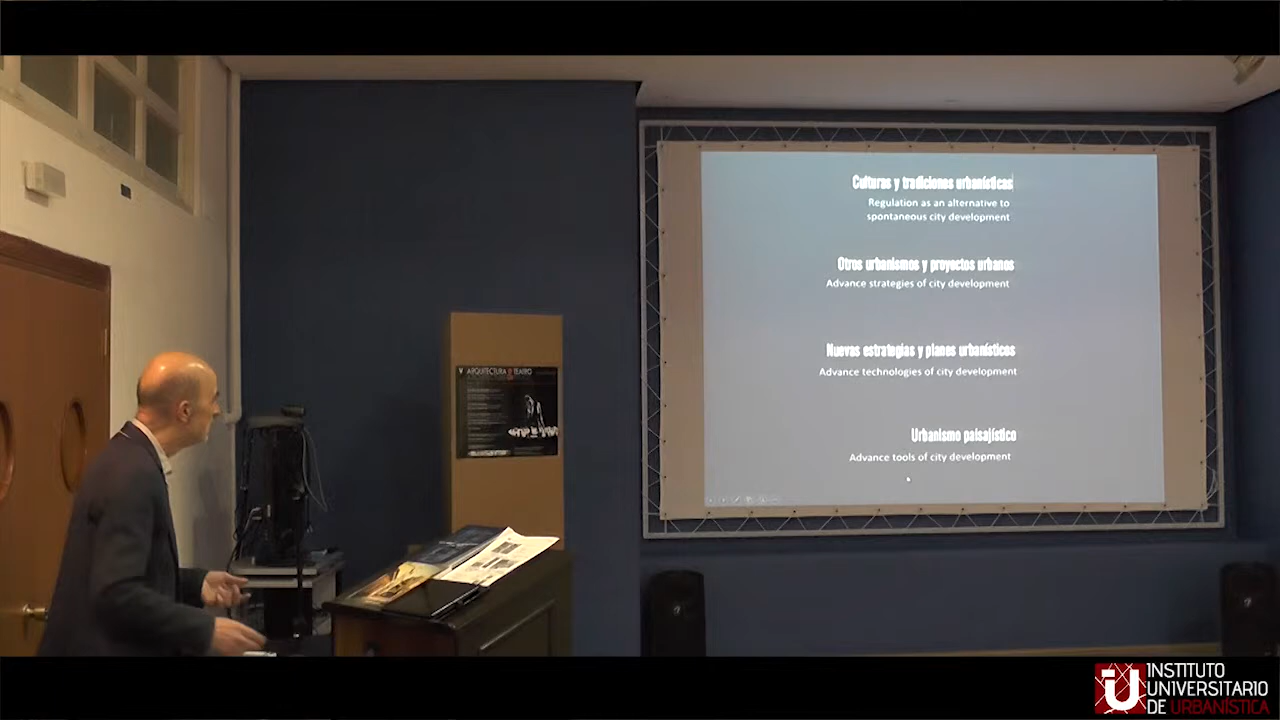 Culturas y tradiciones urbanísticas
Regulation as an alternative to
spontaneous city development
Otros urbanismos y proyectos urbanos
Advance strategies of city development
Nuevas estrategias y planes urbanísticos
Advance technologies of city development
Urbanismo paisajístico
Advance tools of city development
V ARQUITECTURA TEATRO
INSTITUTO
UNIVERSITARIO
DE URBANÍSTICA